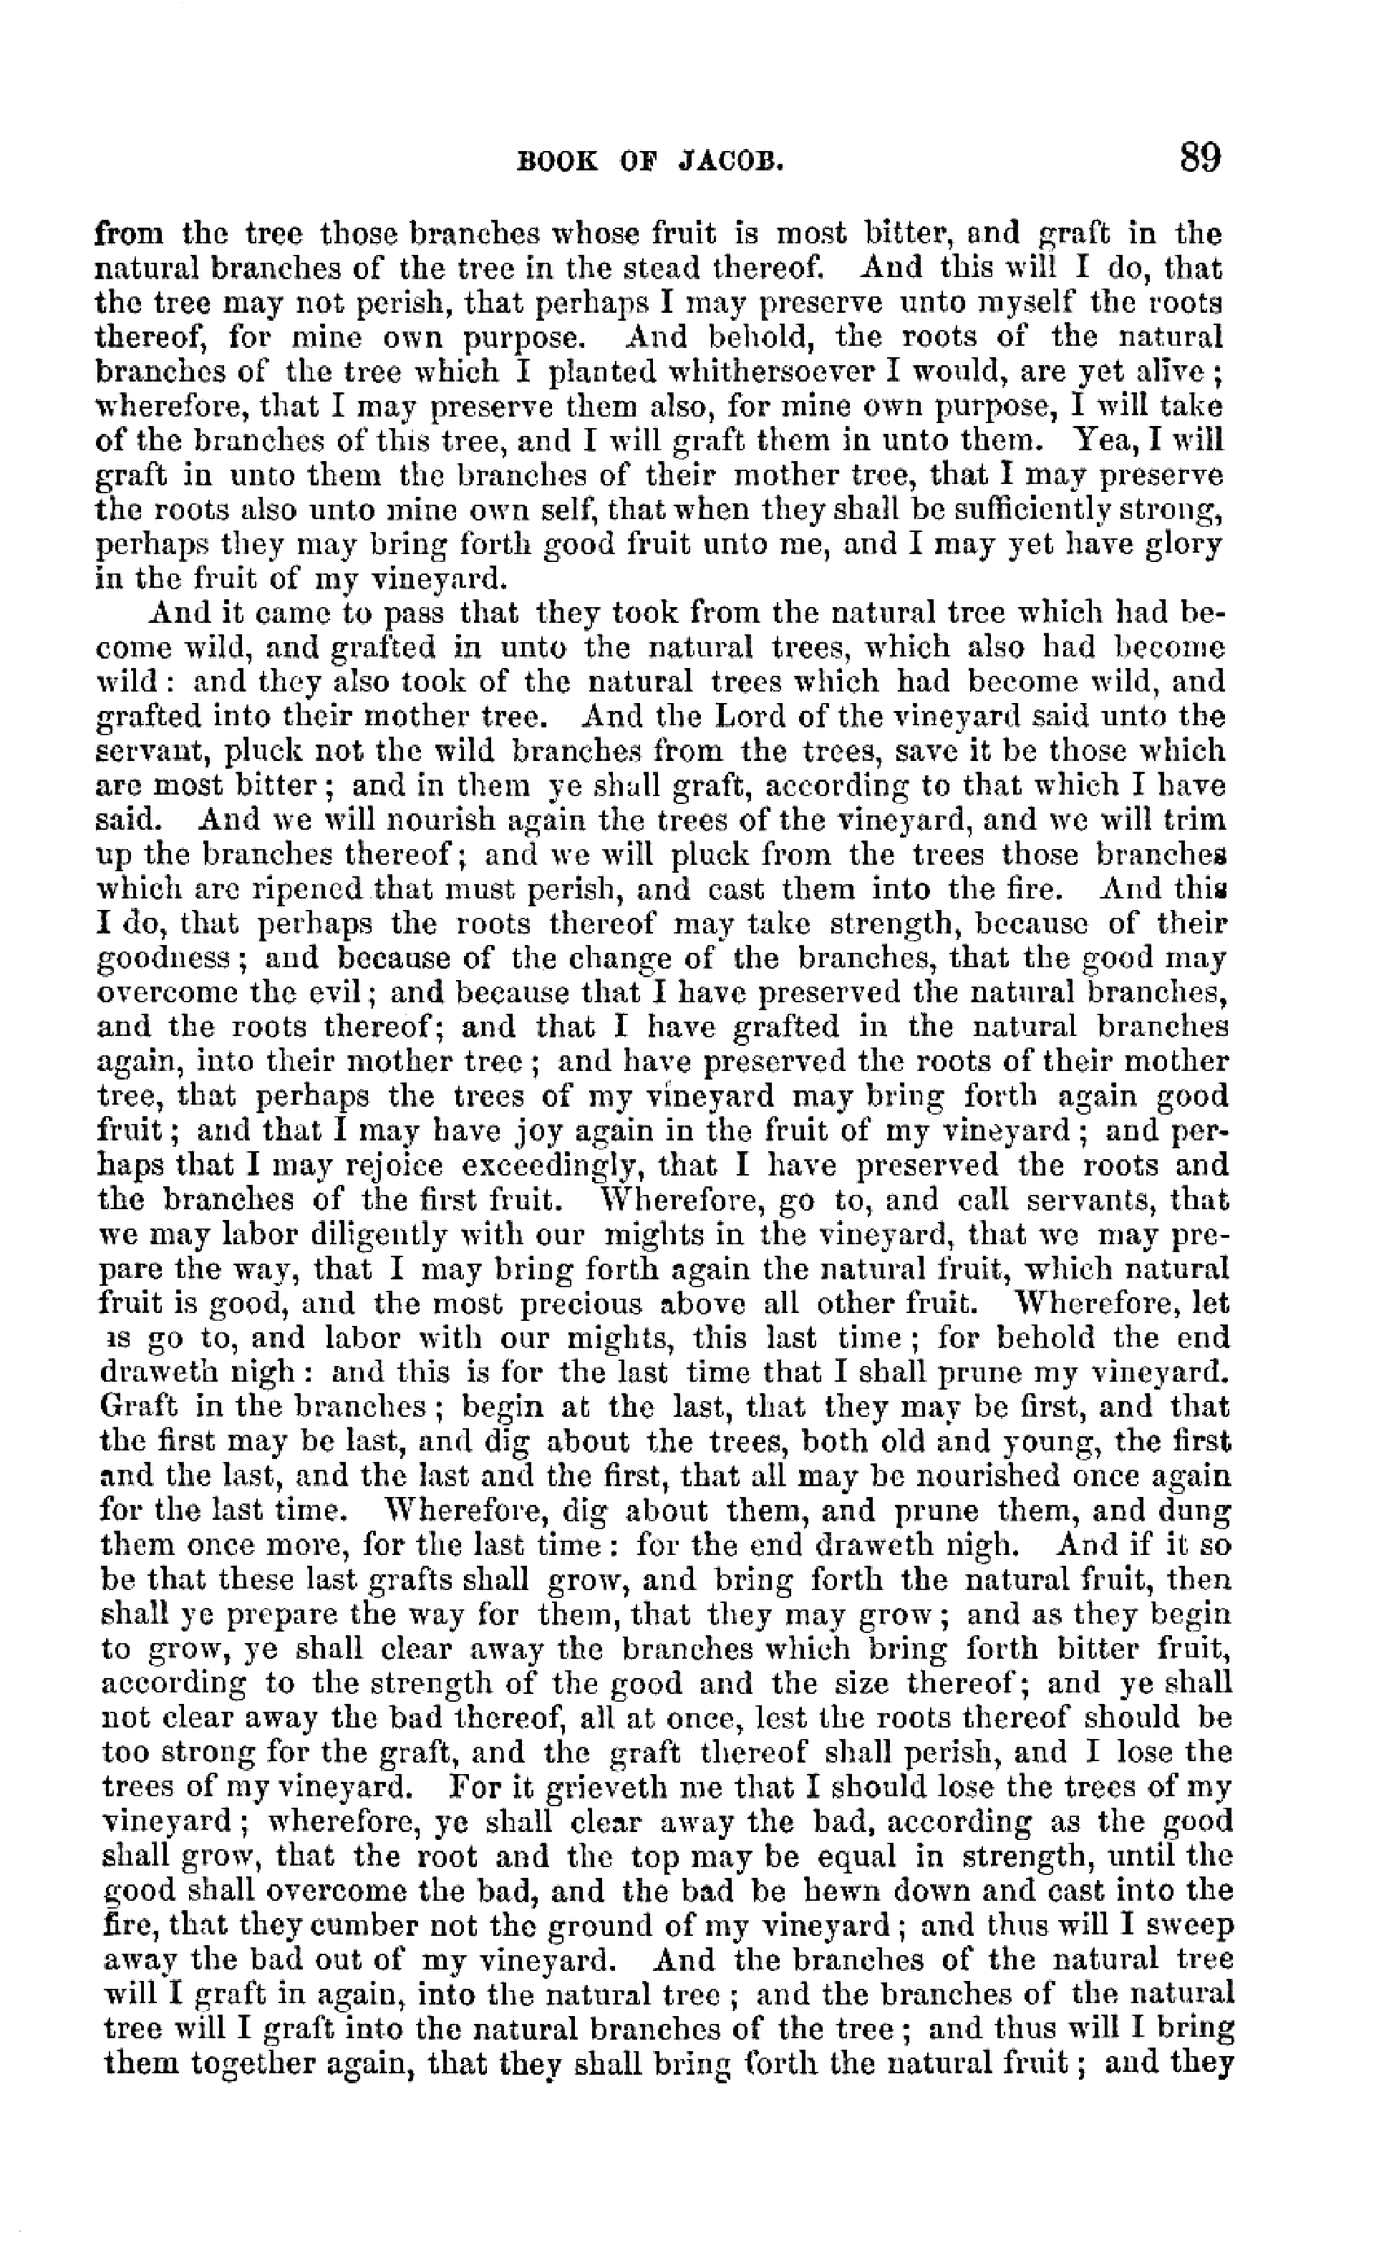 BOOK OF JACOB. 89
from the tree those branches whose fruit is most bitter, and graft in the
natural branches of the tree in the stead thereof. And this will I do, that
the tree may not perish, that perhaps I may preserve unto myself the roots
thereof, for mine own purpose. And behold, the roots of the natural
branches of the tree which I planted whithersoever I would, are yet alive;
wherefore, that I may preserve them also, for mine own purpose, I will take
of the branches of this tree, and I will graft them in unto them. Yea, I will
graft in unto them the branches of their mother tree, that I may preserve
the roots also unto mine own self, that when they shall be sufficiently strong,
perhaps they may bring forth good fruit unto me, and I may yet have glory
in the fruit of my vineyard.
And it came to pass that they took from the natural tree which had be-
come wild, and grafted in unto the natural trees, which also had become
wild: and they also took of the natural trees which had become wild, and
grafted into their mother tree. And the Lord of the vineyard said unto the
servant, pluck not the wild branches from the trees, save it be those which
are most bitter; and in them ye shall graft, according to that which I have
said. And we will nourish again the trees of the vineyard, and we will trim
up the branches thereof; and we will pluck from the trees those branches
which are ripened that must perish, and cast them into the fire. And this
I do, that perhaps the roots thereof may take strength, because of their
goodness; and because of the change of the branches, that the good may
overcome the evil; and because that I have preserved the natural branches,
and the roots thereof; and that I have grafted in the natural branches
again, into their mother tree; and have preserved the roots of their mother
tree, that perhaps the trees of my vineyard may bring forth again good
fruit; and that I may have joy again in the fruit of my vineyard; and per-
haps that I may rejoice exceedingly, that I have preserved the roots and
the branches of the first fruit. Wherefore, go to, and call servants, that
we may labor diligently with our mights in the vineyard, that we may pre-
pare the way, that I may bring forth again the natural fruit, which natural
fruit is good, and the most precious above all other fruit. Wherefore, let
us go to, and labor with our mights, this last time; for behold the end
draweth nigh: and this is for the last time that I shall prune my vineyard.
Graft in the branches; begin at the last, that they may be first, and that
the first may be last, and dig about the trees, both old and young, the first
and the last, and the last and the first, that all may be nourished once again
for the last time. Wherefore, dig about them, and prune them, and dung
them once more, for the last time: for the end draweth nigh. And if it so
be that these last grafts shall grow, and bring forth the natural fruit, then
shall ye prepare the way for them, that they may grow; and as they begin
to grow, ye shall clear away the branches which bring forth bitter fruit,
according to the strength of the good and the size thereof; and ye shall
not clear away the bad thereof, all at once, lest the roots thereof should be
too strong for the graft, and the graft thereof shall perish, and I lose the
trees of my vineyard. For it grieveth me that I should lose the trees of my
vineyard; wherefore, ye shall clear away the bad, according as the good
shall grow, that the root and the top may be equal in strength, until the
good shall overcome the bad, and the bad be hewn down and cast into the
fire, that they cumber not the ground of my vineyard; and thus will I sweep
away the bad out of my vineyard. And the branches of the natural tree
will I graft in again, into the natural tree; and the branches of the natural
tree will I graft into the natural branches of the tree; and thus will I bring
them together again, that they shall bring forth the natural fruit; and they